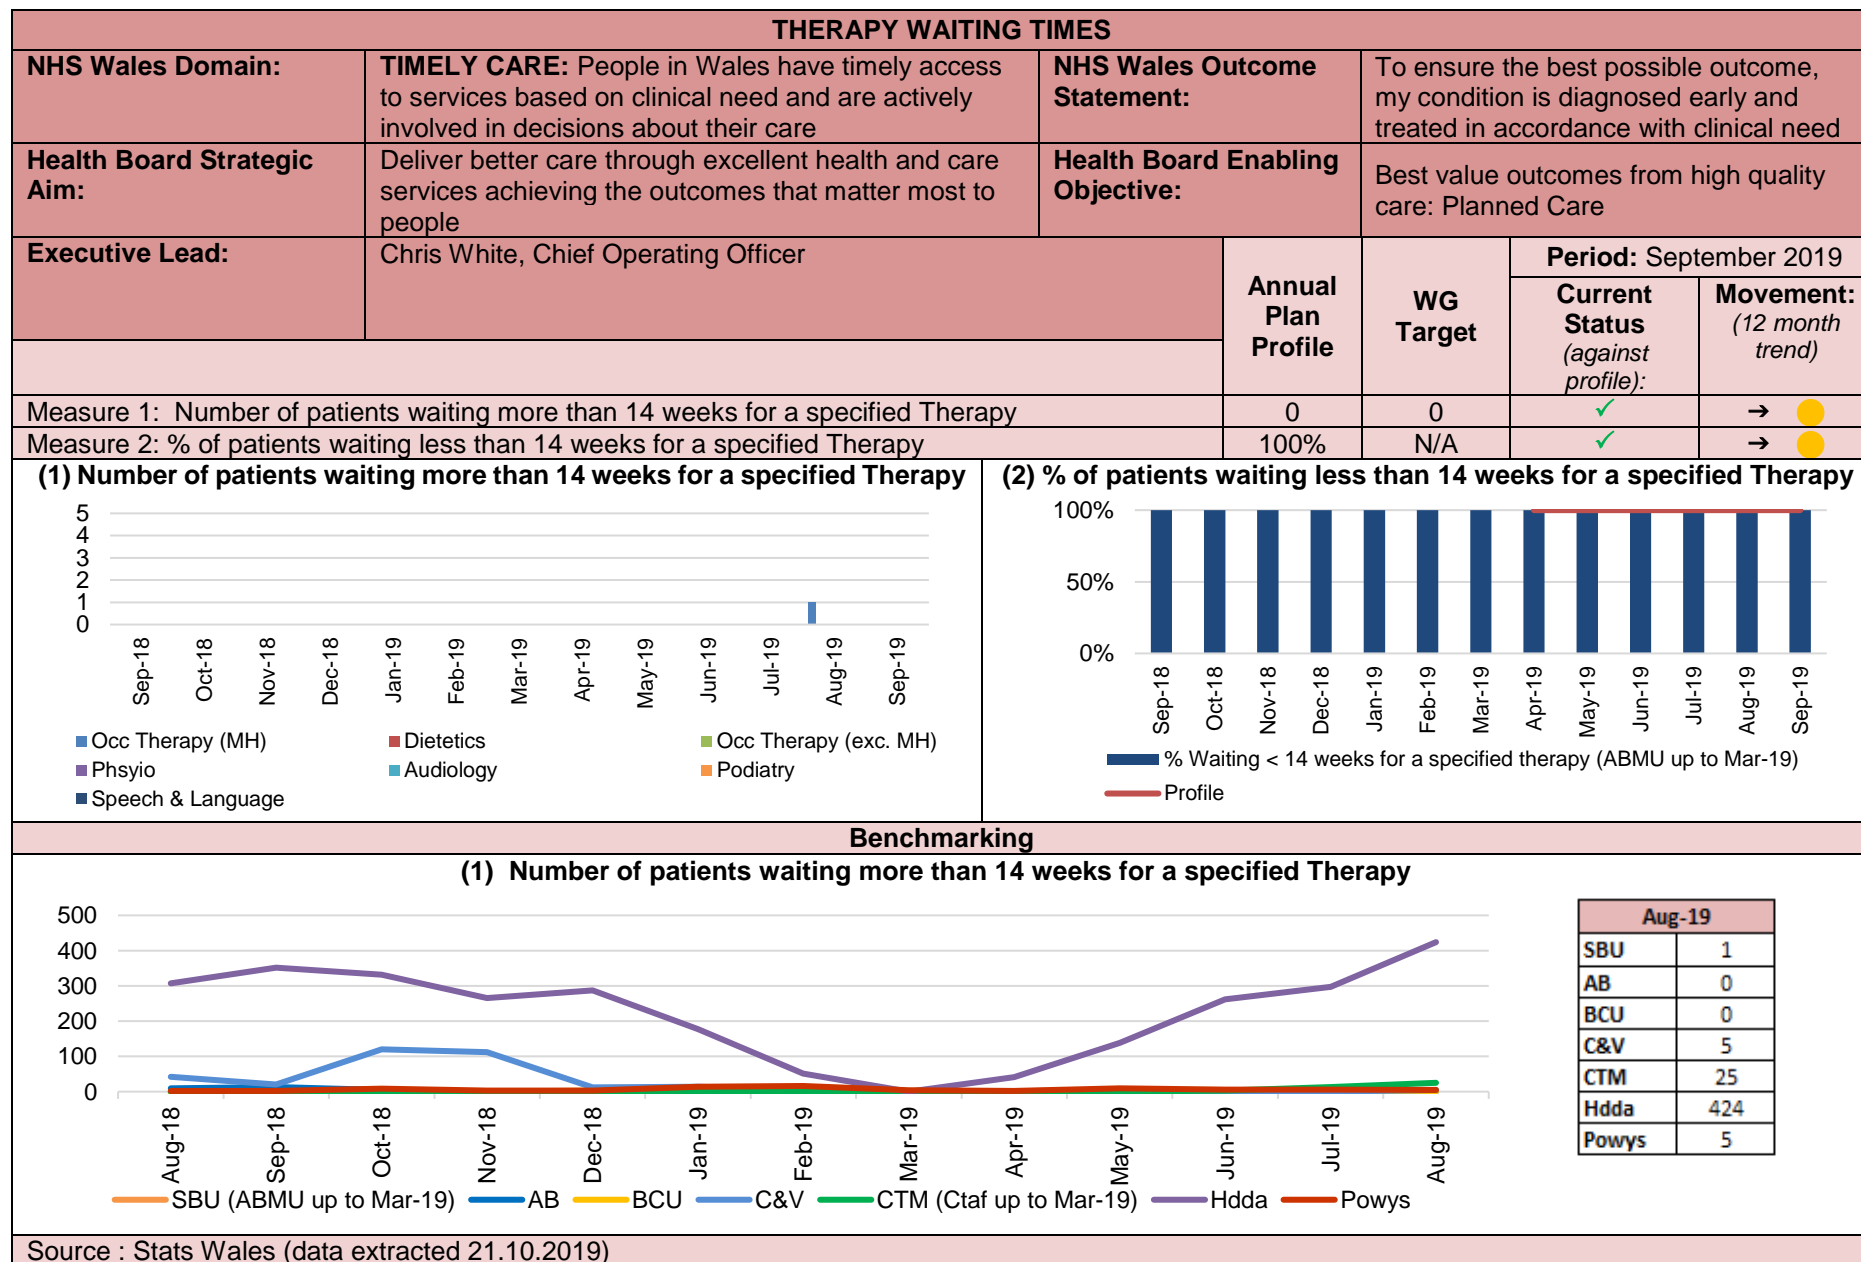 THERAPY WAITING TIMES
NHS Wales Domain:
TIMELY CARE: People in Wales have timely access
to services based on clinical need and are actively
involved in decisions about their care
NHS Wales Outcome
Statement:
To ensure the best possible outcome,
my condition is diagnosed early and
treated in accordance with clinical need
Health Board Strategic
Aim:
Deliver better care through excellent health and care
services achieving the outcomes that matter most to
people
Health Board Enabling
Objective:
Best value outcomes from high quality
care: Planned Care
Executive Lead:
Chris White, Chief Operating Officer
Annual
Plan
Profile
WG
Target
Period: September 2019
Current
Status
(against
profile):
Movement:
(12 month
trend)
Measure 1: Number of patients waiting more than 14 weeks for a specified Therapy
0
0
✓
➔
Measure 2: % of patients waiting less than 14 weeks for a specified Therapy
100%
N/A
✓
➔
(1) Number of patients waiting more than 14 weeks for a specified Therapy
5
4
3
2
1
0
Sep-18
Oct-18
Nov-18
Dec-18
Jan-19
Feb-19
Mar-19
Apr-19
May-19
Jun-19
Jul-19
Aug-19
Sep-19
Occ Therapy (MH)
Dietetics
Occ Therapy (exc. MH)
Phsyio
Audiology
Podiatry
Speech & Language
(2) % of patients waiting less than 14 weeks for a specified Therapy
100%
50%
0%
Sep-18
Oct-18
Nov-18
Dec-18
Jan-19
Feb-19
Mar-19
Apr-19
May-19
Jun-19
Jul-19
Aug-19
Sep-19
% Waiting < 14 weeks for a specified therapy (ABMU up to Mar-19)
Profile
Benchmarking
(1) Number of patients waiting more than 14 weeks for a specified Therapy
500
400
300
200
100
0
Aug-18
Sep-18
Oct-18
Nov-18
Dec-18
Jan-19
Feb-19
Mar-19
Apr-19
May-19
Jun-19
Jul-19
Aug-19
SBU (ABMU up to Mar-19)
AB
BCU
C&V
CTM (Ctaf up to Mar-19)
Hdda
Powys
Aug-19
SBU 1
AB 0
BCU 0
C&V 5
CTM 25
Hdda 424
Powys 5
Source : Stats Wales (data extracted 21.10.2019)